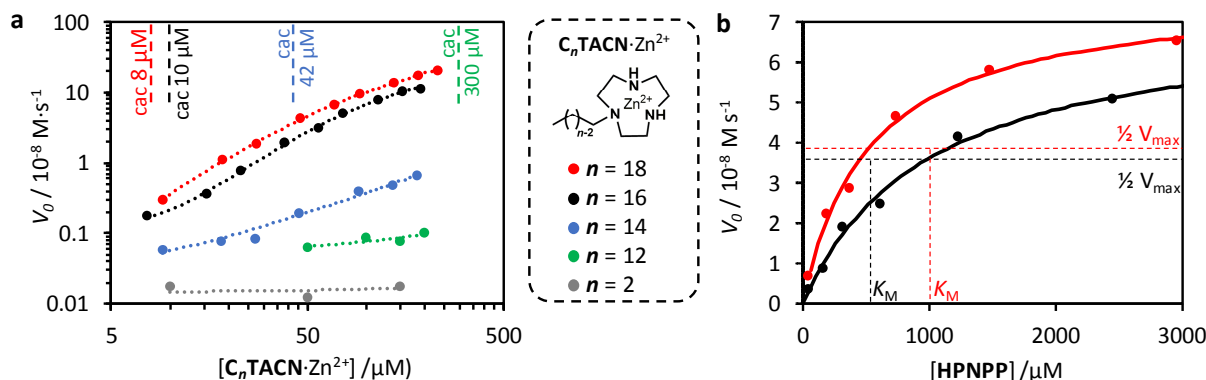 a
100
10
1
0.1
0.01
V₀ / 10⁻⁸ M·s⁻¹
cac 8 µM
cac 10 µM
cac
42 µM
cac
300 µM
5
50
500
[CₙTACN·Zn²⁺] /µM)
CₙTACN·Zn²⁺
H
N
Zn²⁺
N
NH
( )ₙ₋₂
n = 18
n = 16
n = 14
n = 12
n = 2
b
7
6
5
4
3
2
1
0
V₀ / 10⁻⁸ M s⁻¹
½ Vₘₐₓ
½ Vₘₐₓ
K_M
K_M
0
1000
2000
3000
[HPNPP] / µM